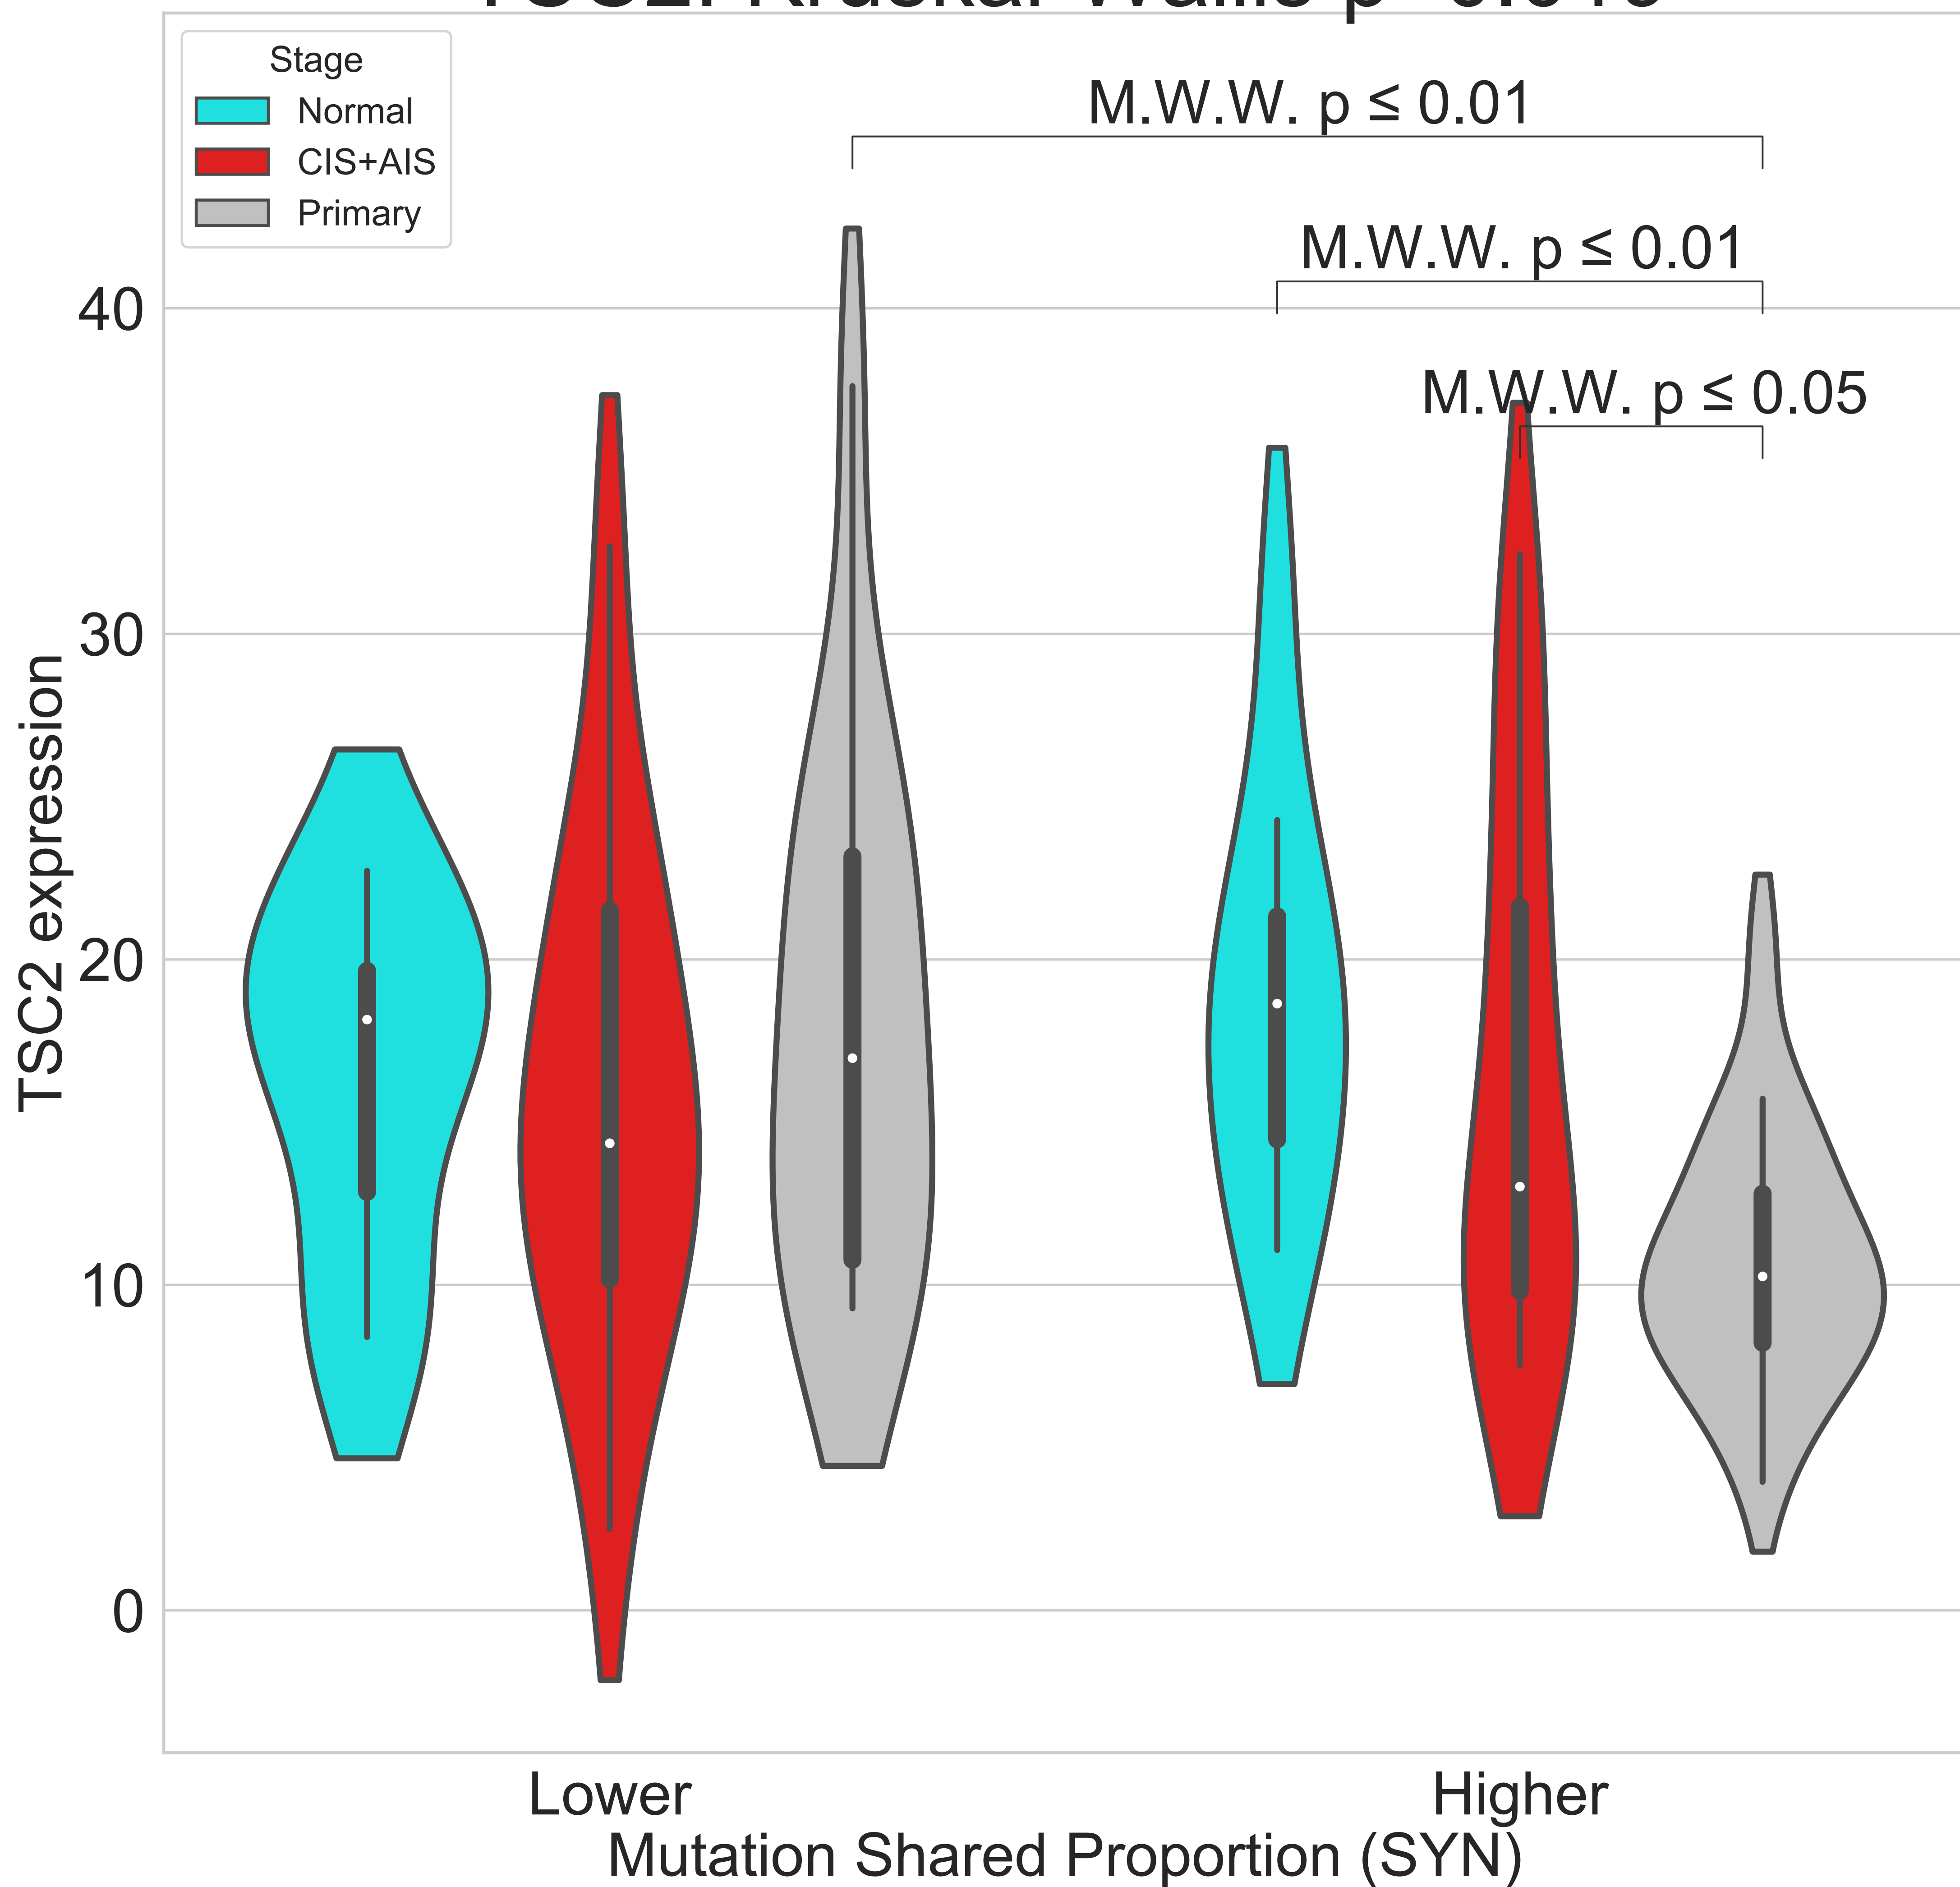 Stage
Normal
CIS+AIS
Primary
M.W.W. p ≤ 0.01
M.W.W. p ≤ 0.01
M.W.W. p ≤ 0.05
40
30
20
10
0
TSC2 expression
Lower
Higher
Mutation Shared Proportion (SYN)